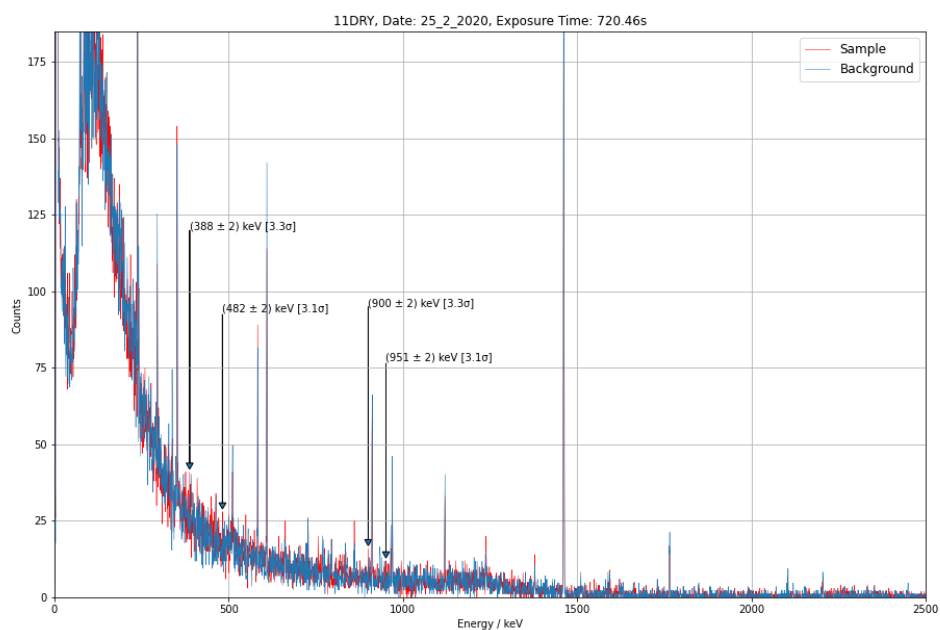 11DRY, Date: 25_2_2020, Exposure Time: 720.46s
Sample
Background
175
150
125
100
75
50
25
0
Counts
(388 ± 2) keV [3.3σ]
(482 ± 2) keV [3.1σ]
(900 ± 2) keV [3.3σ]
(951 ± 2) keV [3.1σ]
0 500 1000 1500 2000 2500
Energy / keV